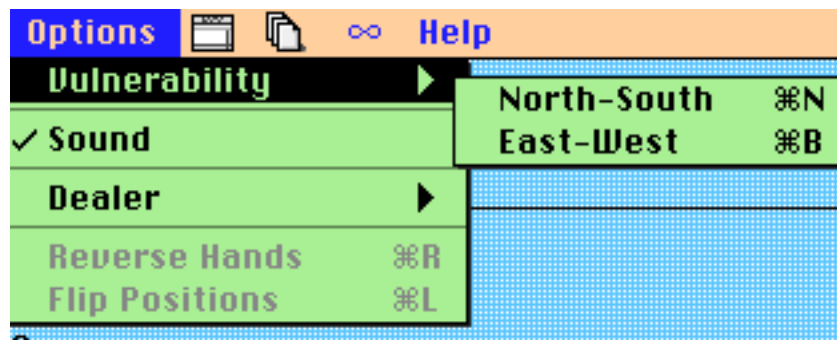 Options ∞ Help
Vulnerability
North-South ⌘N
✓ Sound
East-West ⌘B
Dealer
Reverse Hands ⌘R
Flip Positions ⌘L